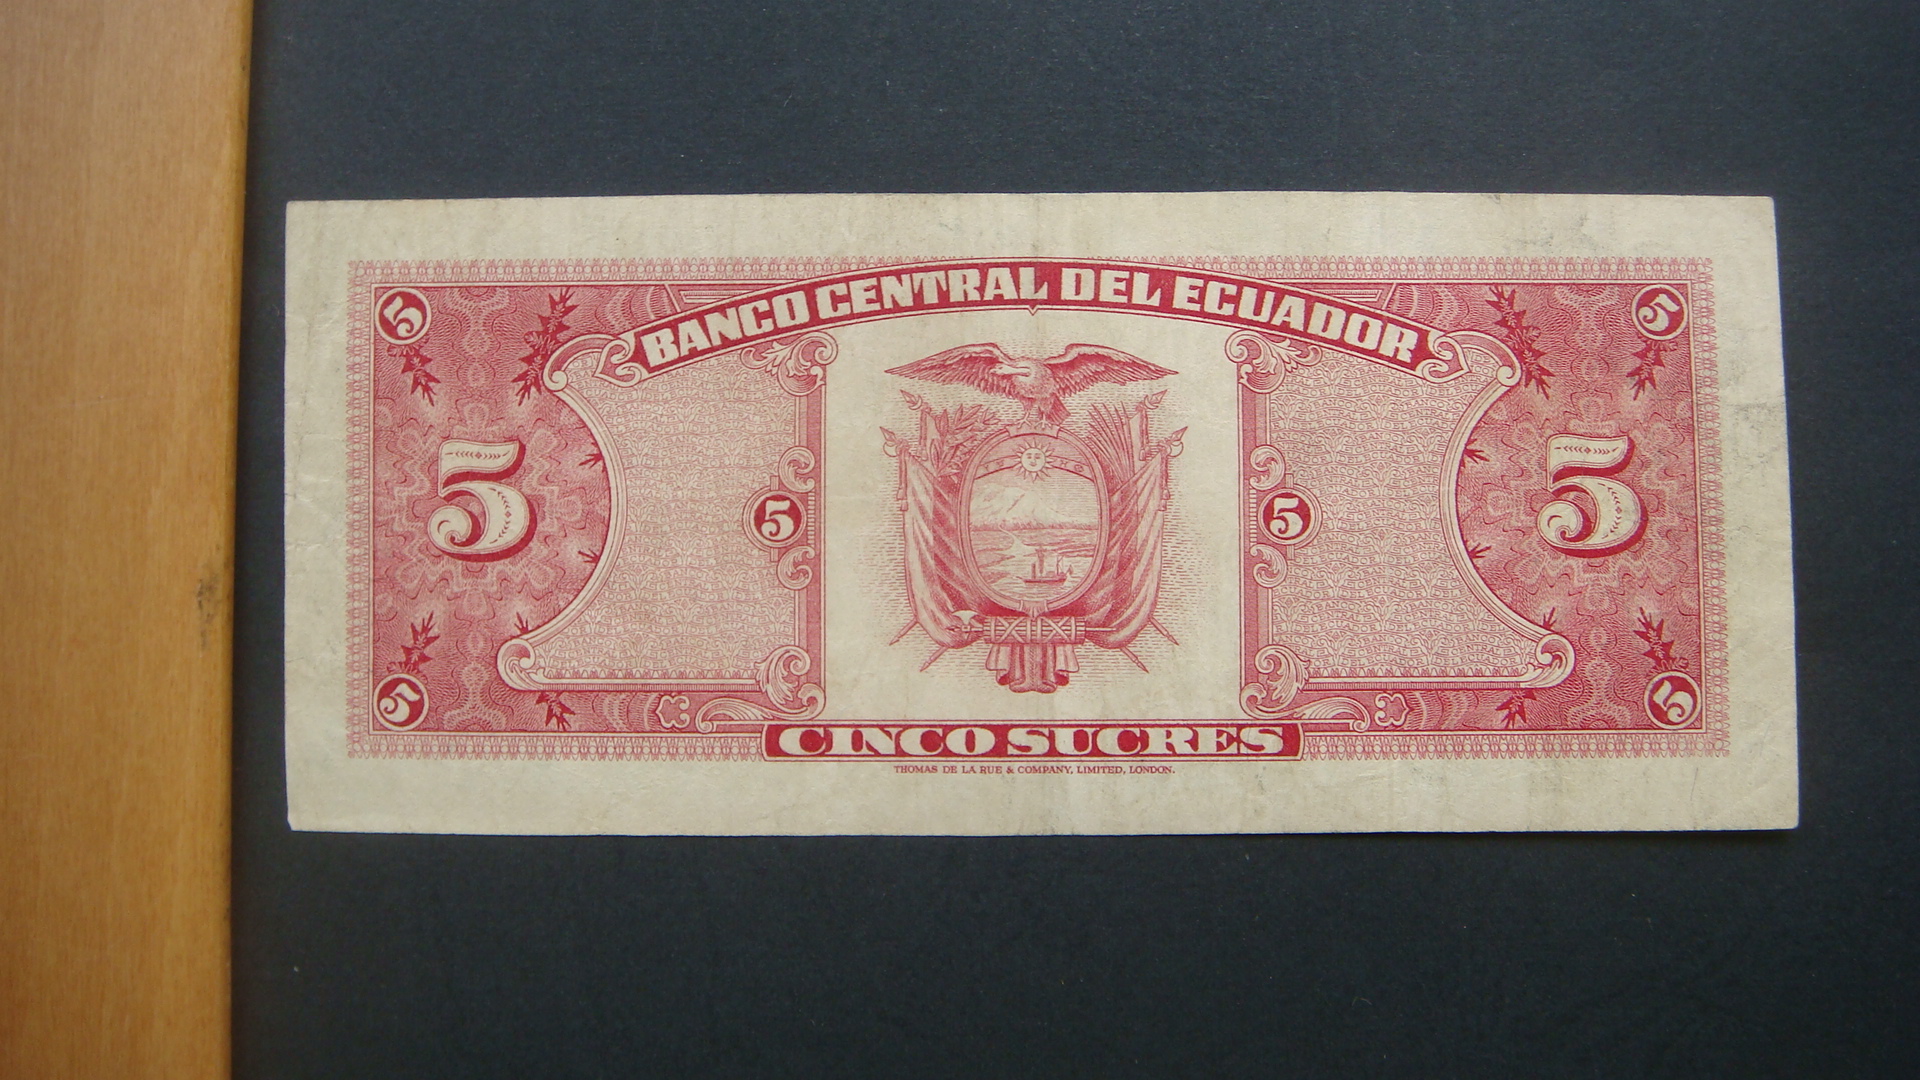 BANCO CENTRAL DEL ECUADOR
5 5
5 5
5 5
5 5
CINCO SUCRES
THOMAS DE LA RUE & COMPANY, LIMITED, LONDON.